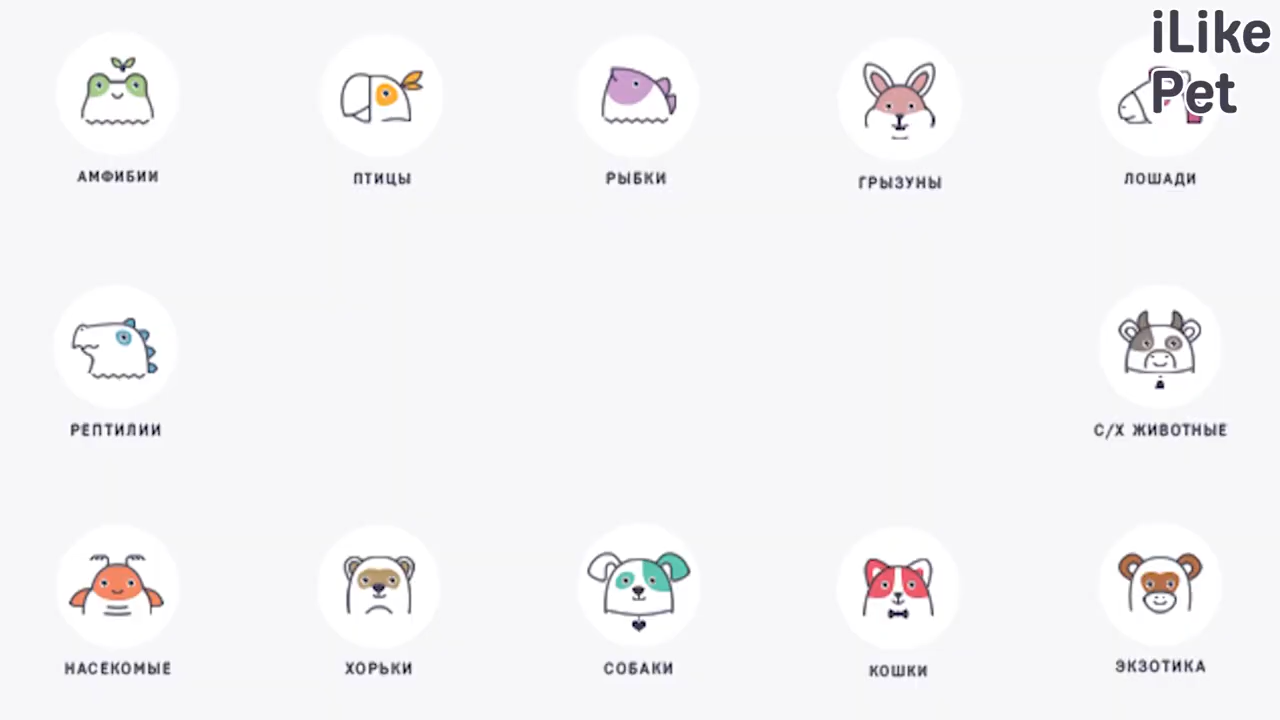 iLike
Pet
АМФИБИИ
ПТИЦЫ
РЫБКИ
ГРЫЗУНЫ
ЛОШАДИ
РЕПТИЛИИ
С/Х ЖИВОТНЫЕ
НАСЕКОМЫЕ
ХОРЬКИ
СОБАКИ
КОШКИ
ЭКЗОТИКА